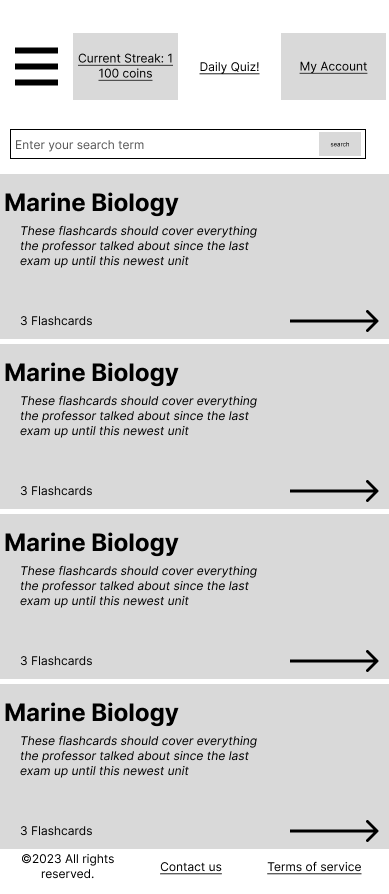 Current Streak: 1
100 coins
Daily Quiz!
My Account
Enter your search term
search
Marine Biology
These flashcards should cover everything
the professor talked about since the last
exam up until this newest unit
3 Flashcards
Marine Biology
These flashcards should cover everything
the professor talked about since the last
exam up until this newest unit
3 Flashcards
Marine Biology
These flashcards should cover everything
the professor talked about since the last
exam up until this newest unit
3 Flashcards
Marine Biology
These flashcards should cover everything
the professor talked about since the last
exam up until this newest unit
3 Flashcards
©2023 All rights
reserved.
Contact us
Terms of service